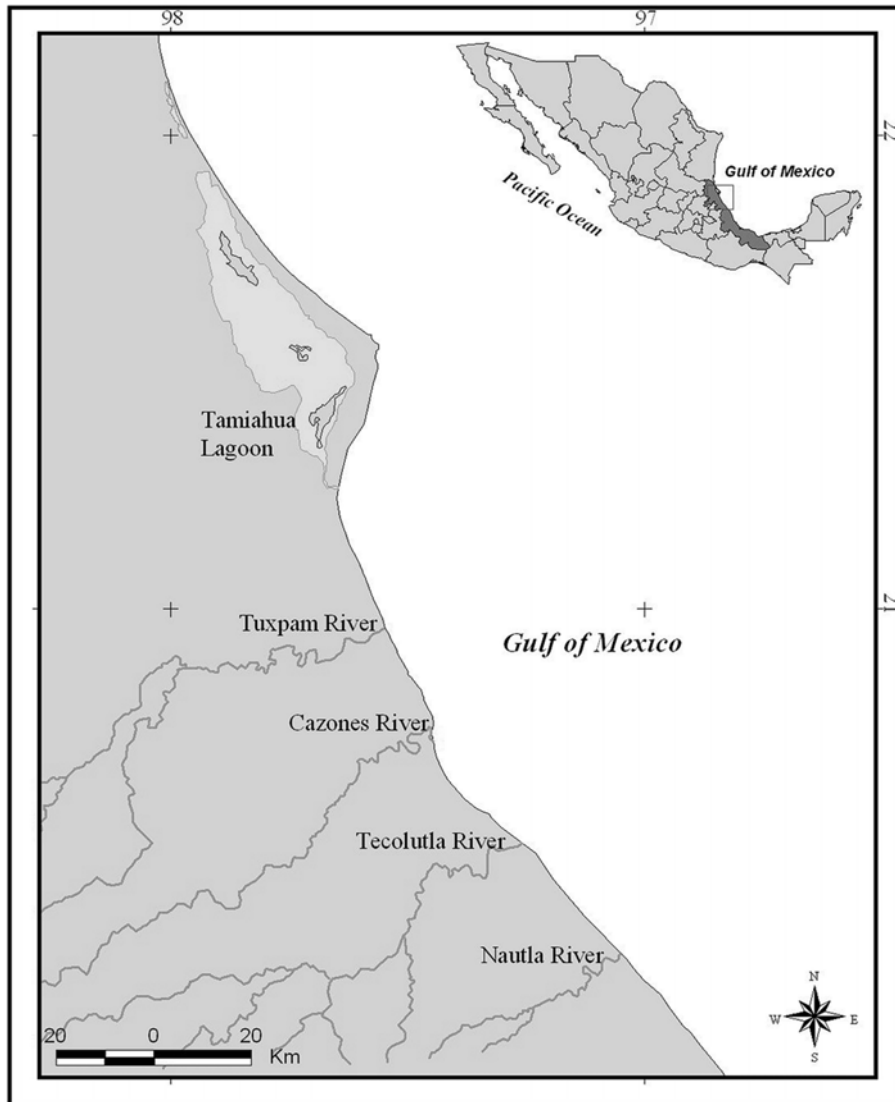 98
97
22
Gulf of Mexico
Pacific Ocean
Tamiahua
Lagoon
21
Tuxpam River
Gulf of Mexico
Cazones River
Tecolutla River
Nautla River
N
W E
S
20 0 20
Km